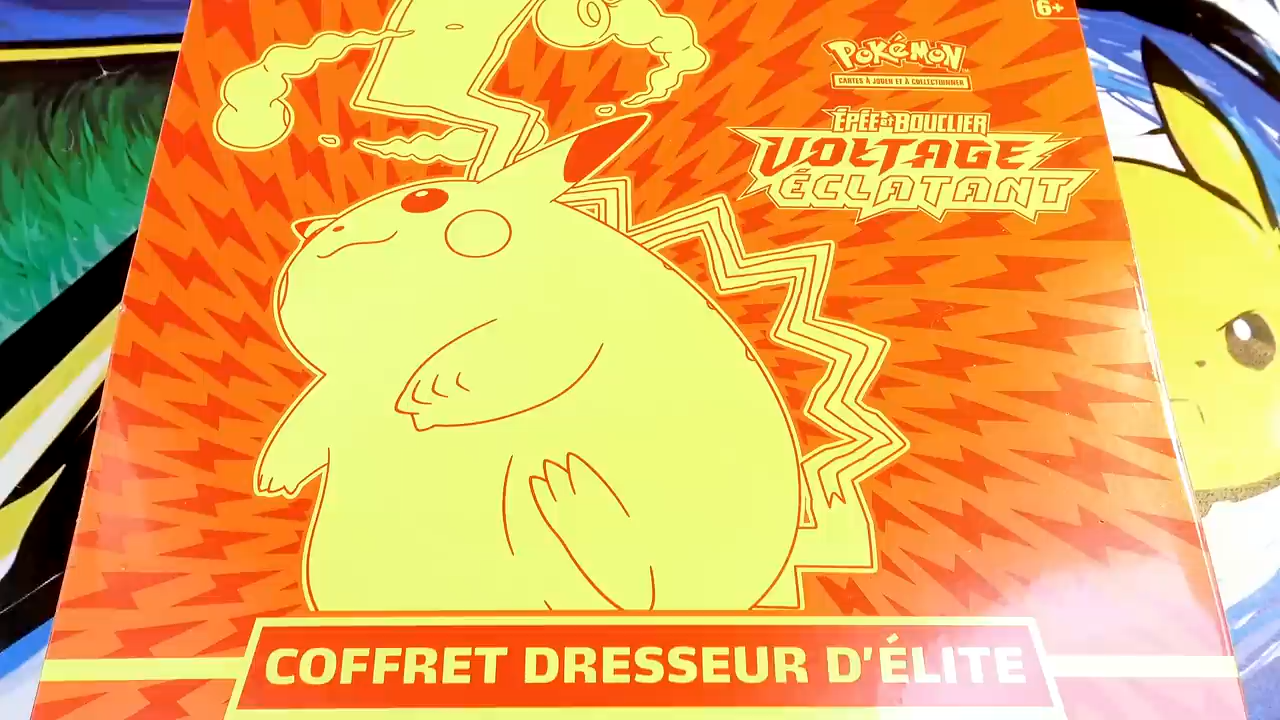 6+
POKéMON
CARTES À JOUER ET À COLLECTIONNER
ÉPÉE ET BOUCLIER
VOLTAGE
ÉCLATANT
COFFRET DRESSEUR D'ÉLITE